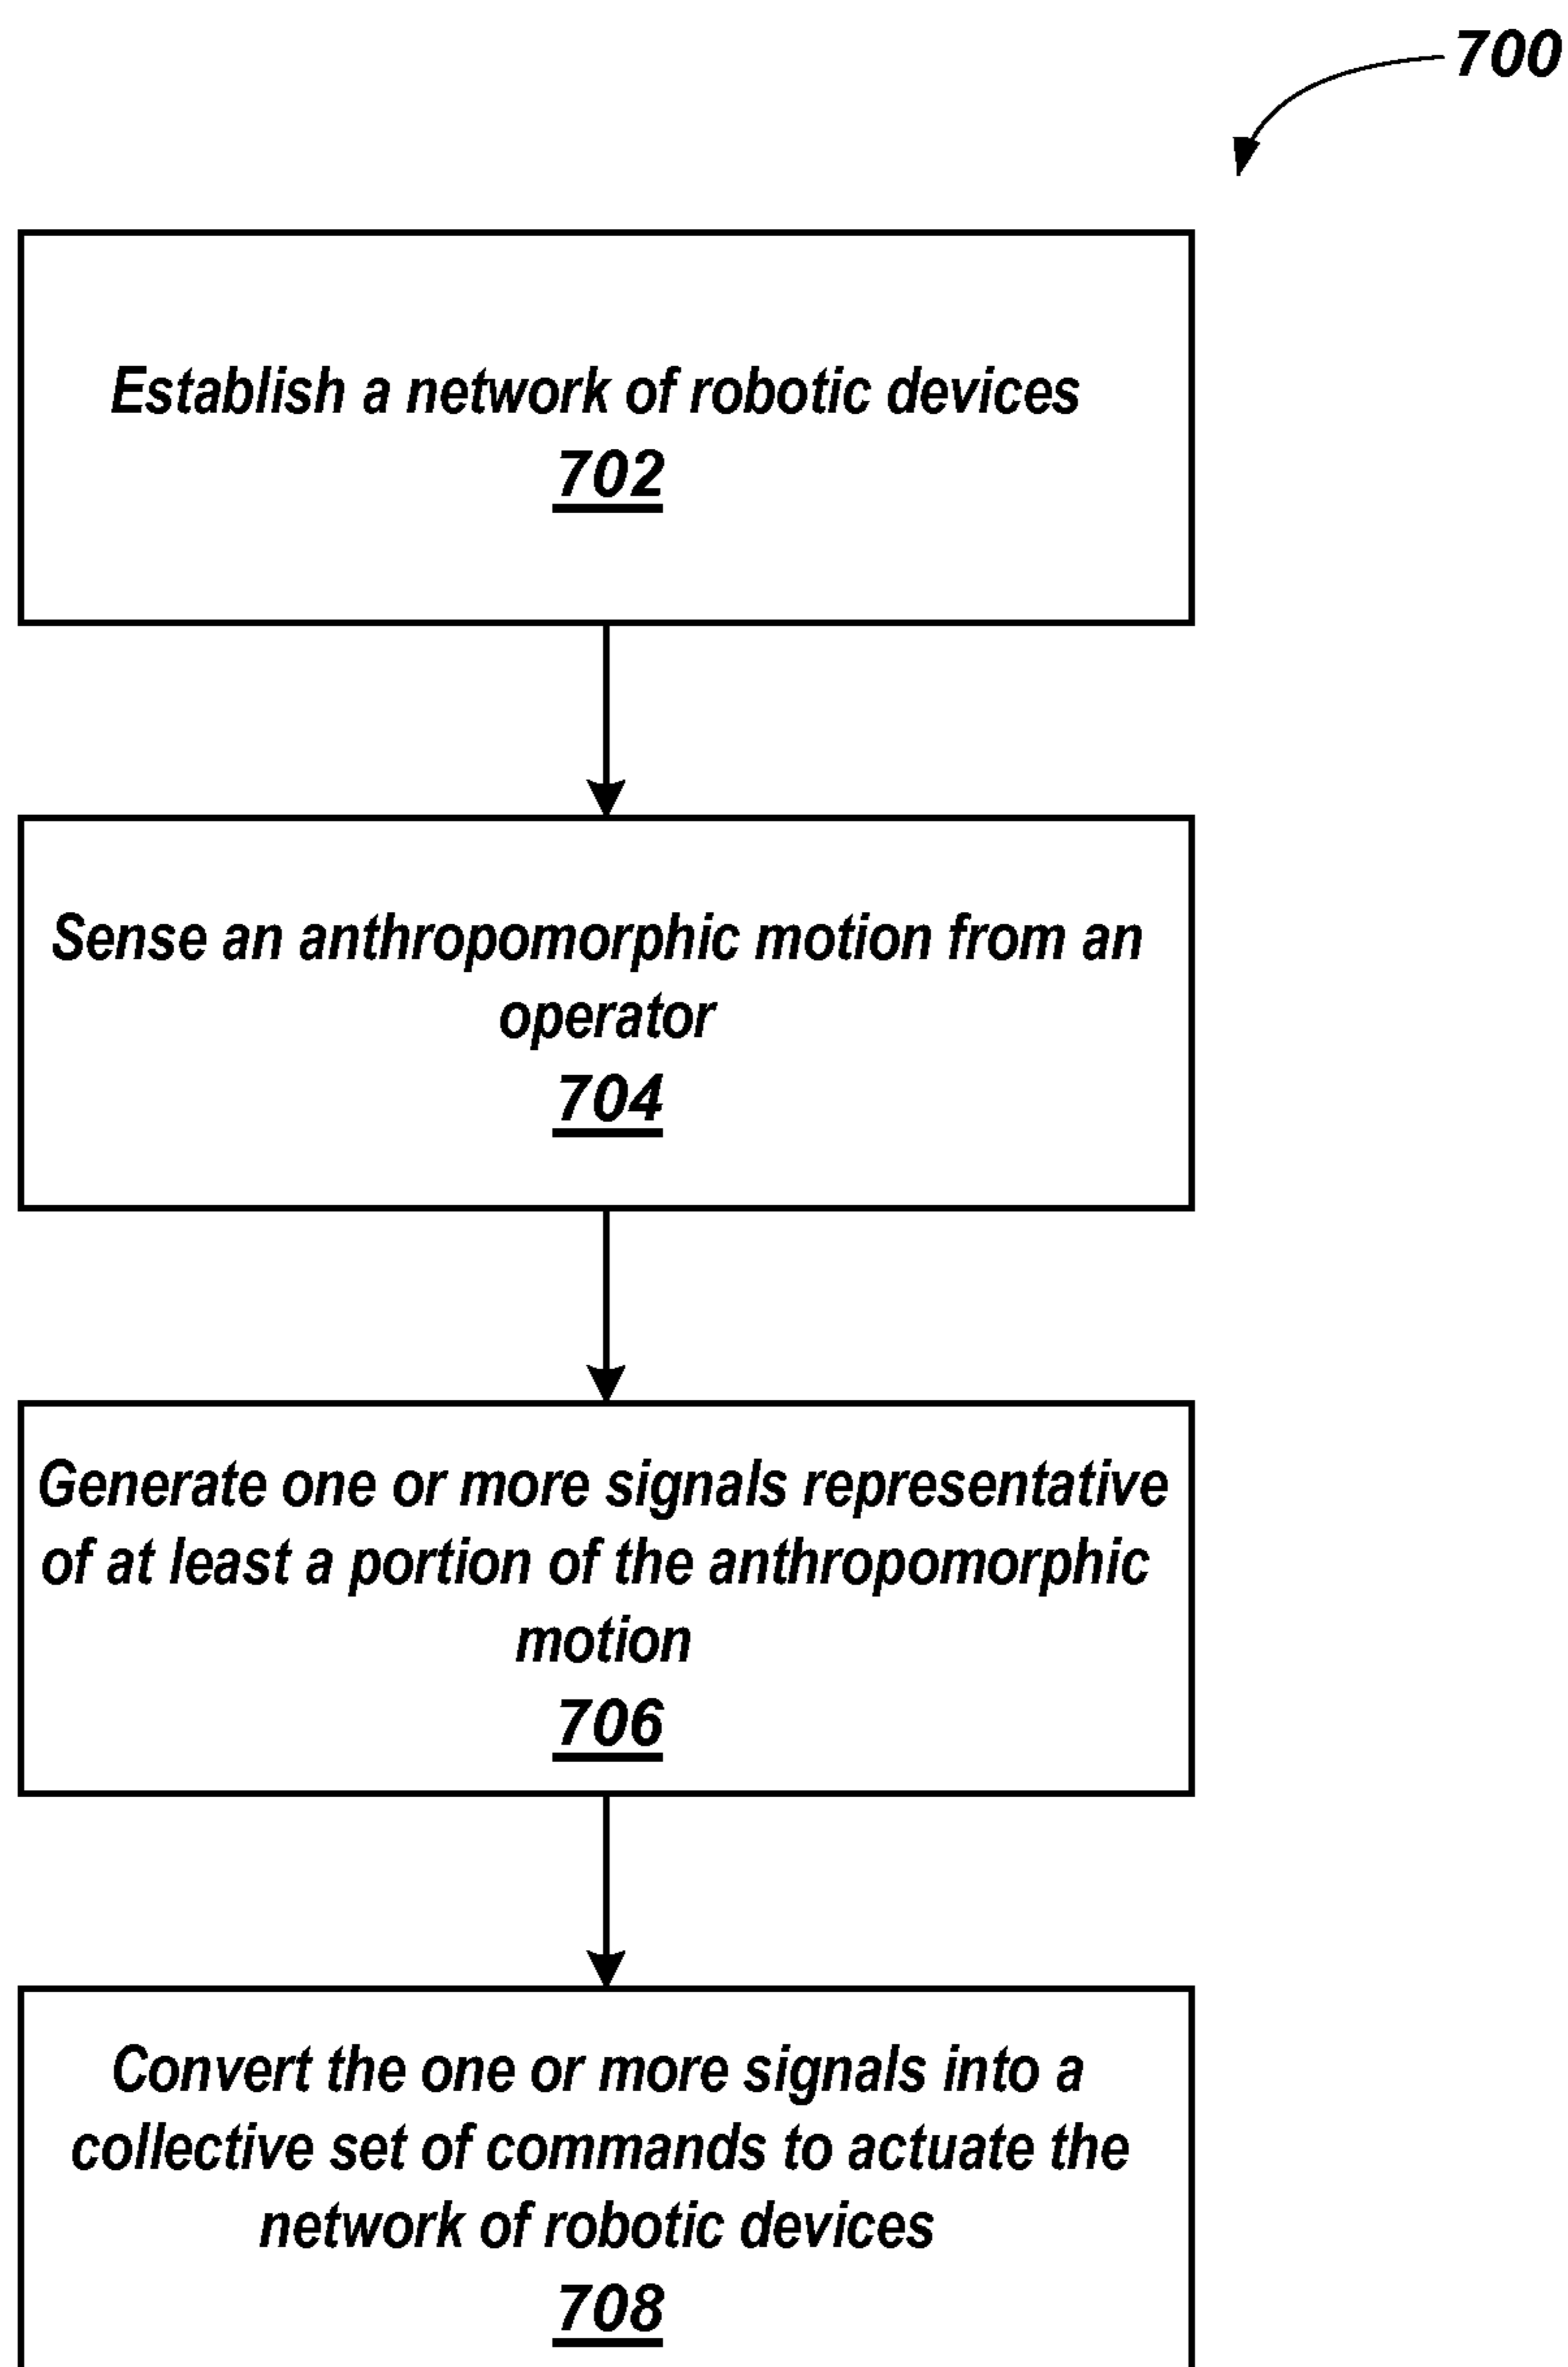 700
Establish a network of robotic devices
702
Sense an anthropomorphic motion from an
operator
704
Generate one or more signals representative
of at least a portion of the anthropomorphic
motion
706
Convert the one or more signals into a
collective set of commands to actuate the
network of robotic devices
708